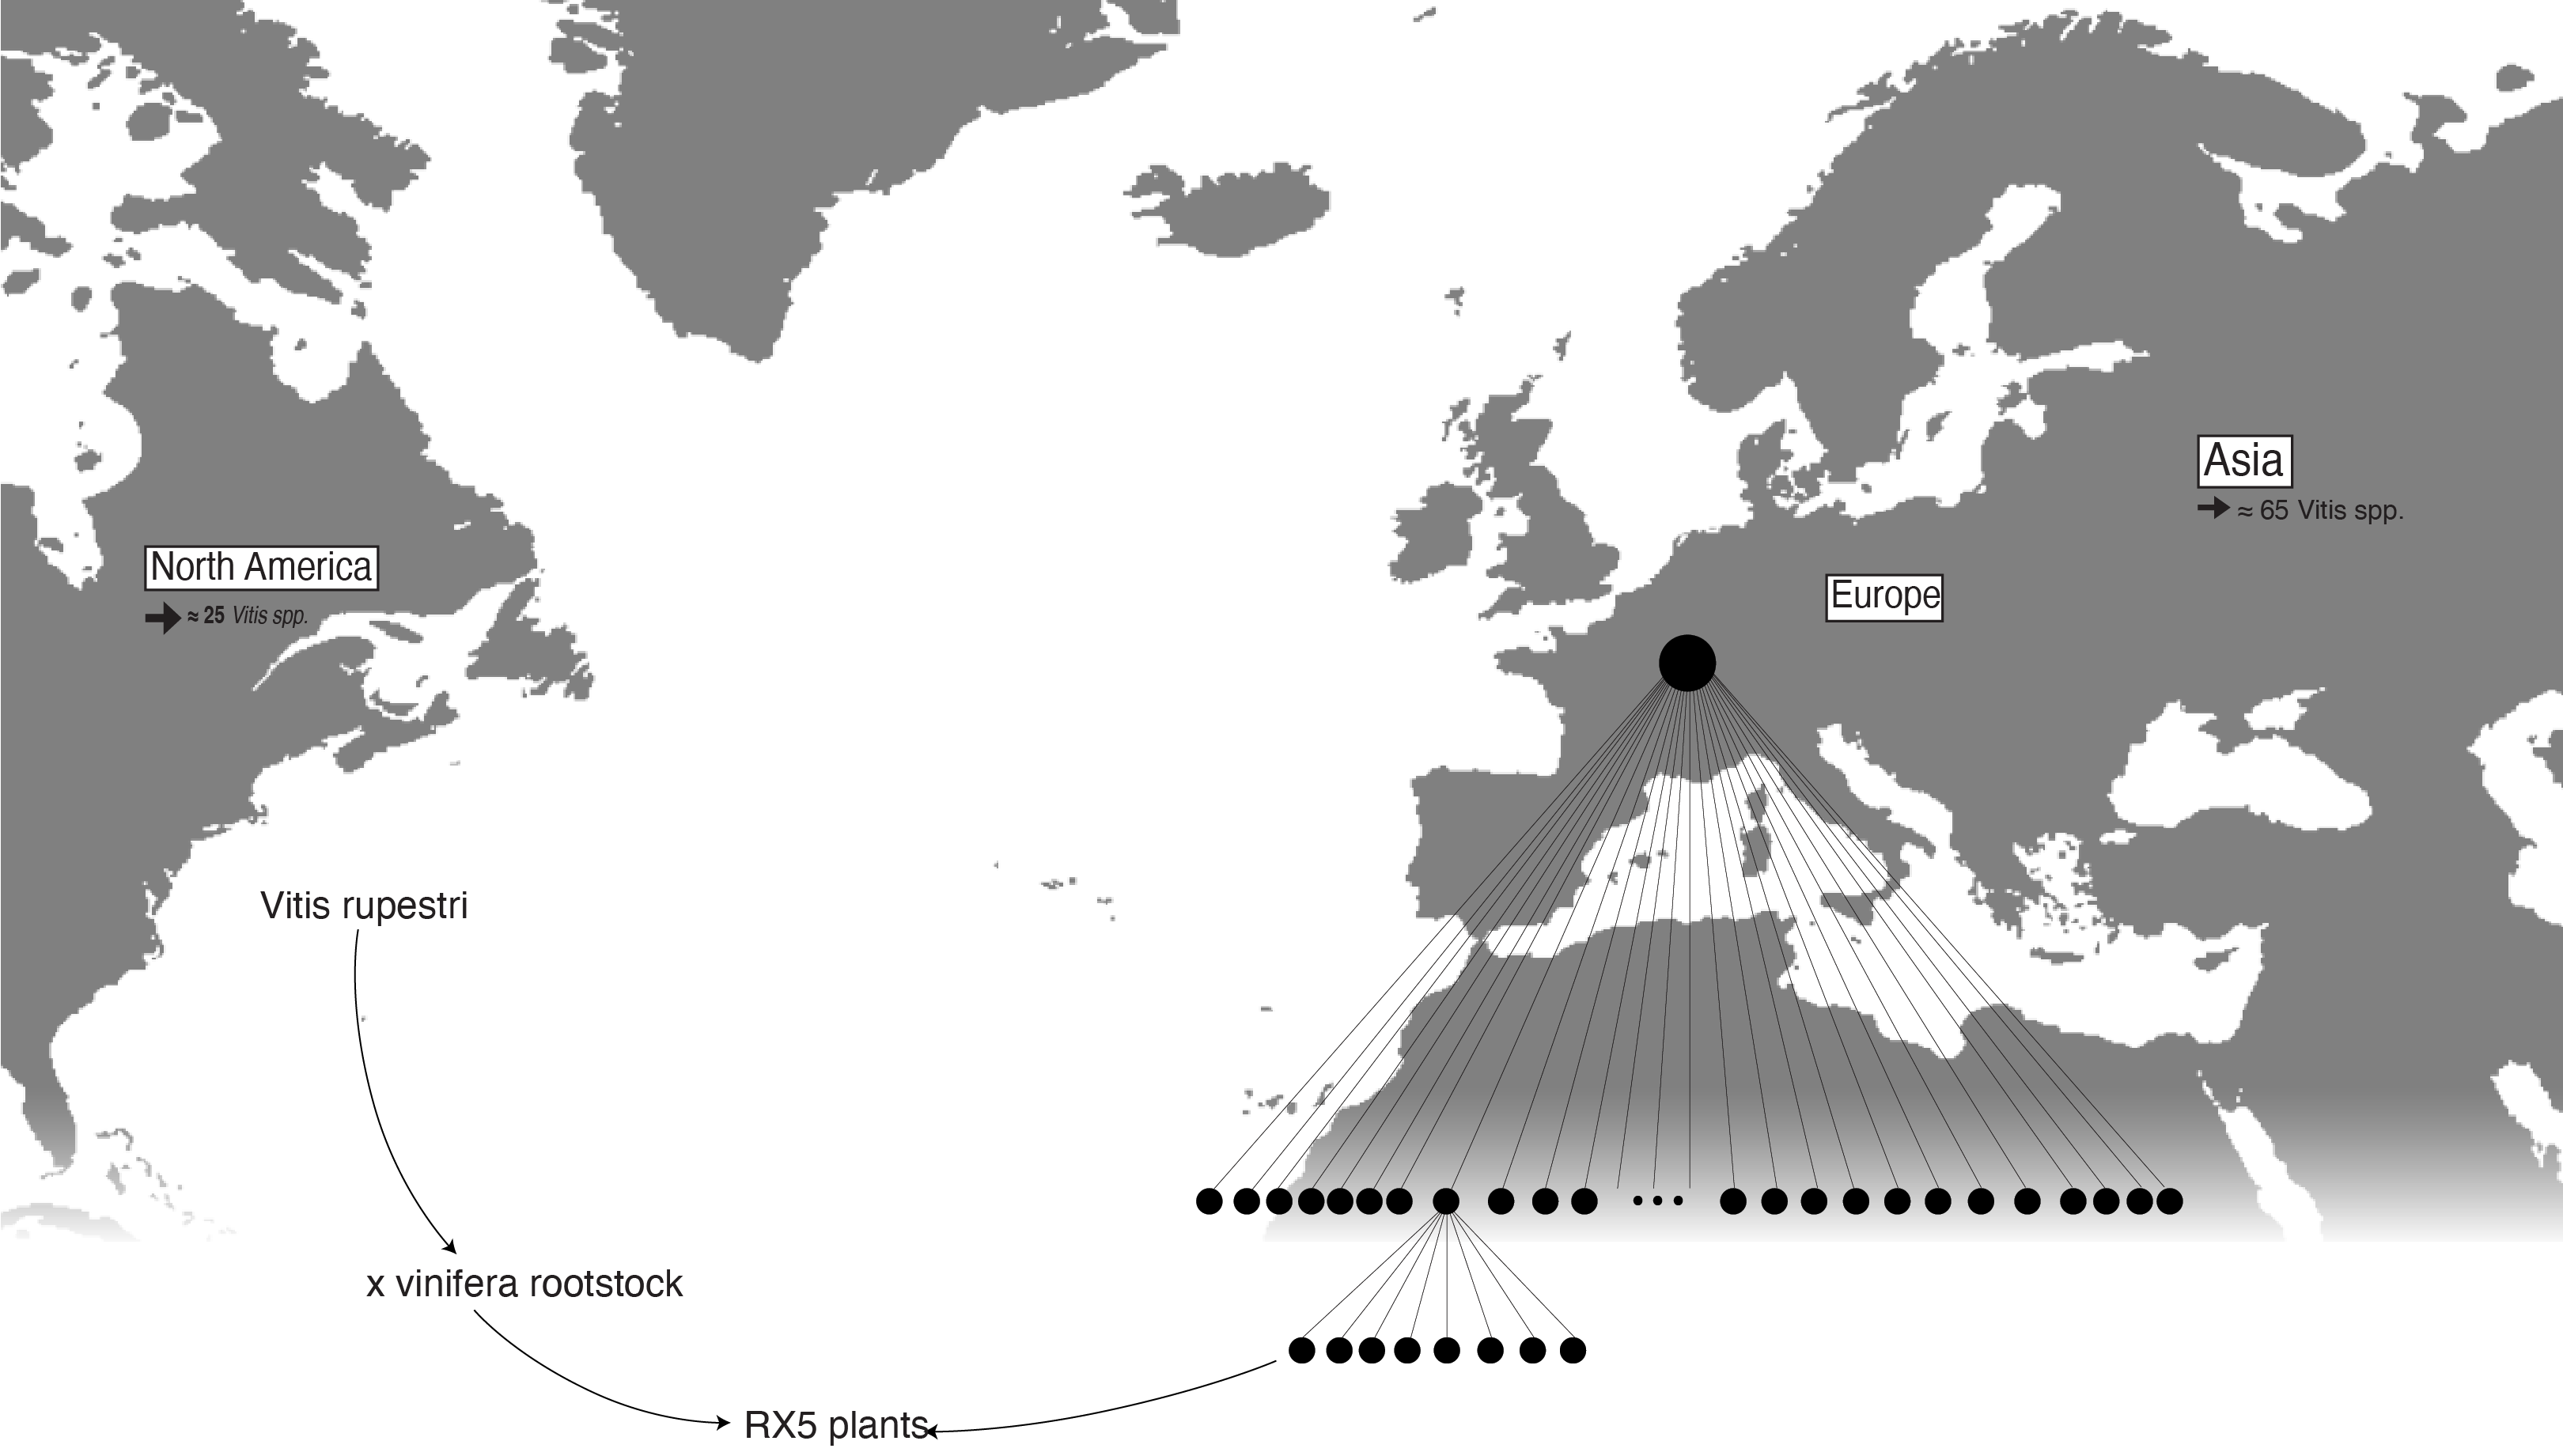 Asia
≈ 65 Vitis spp.
North America
≈ 25 Vitis spp.
Europe
Vitis rupestri
x vinifera rootstock
RX5 plants